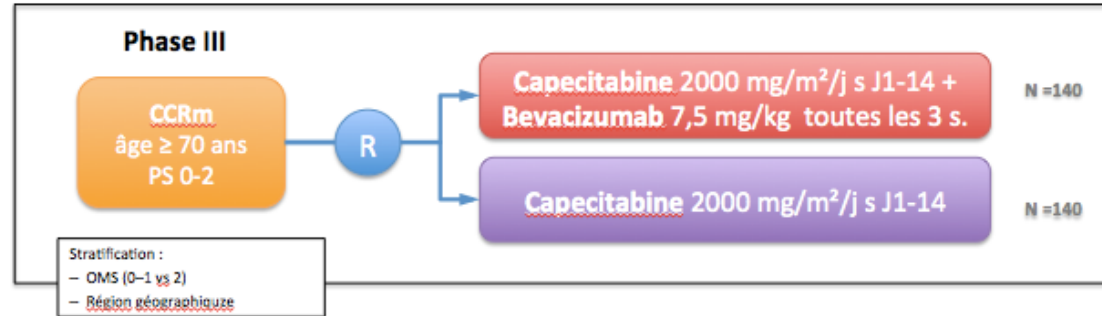 Phase III
CCRm
âge ≥ 70 ans
PS 0-2
R
Capecitabine 2000 mg/m²/j s J1-14 +
Bevacizumab 7,5 mg/kg toutes les 3 s.
N =140
Capecitabine 2000 mg/m²/j s J1-14
N =140
Stratification :
– OMS (0–1 vs 2)
– Région géographiquze